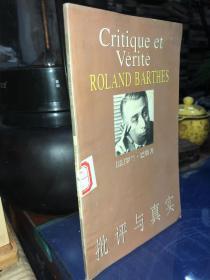 Critique et
Vérité
ROLAND BARTHES
批评与真实